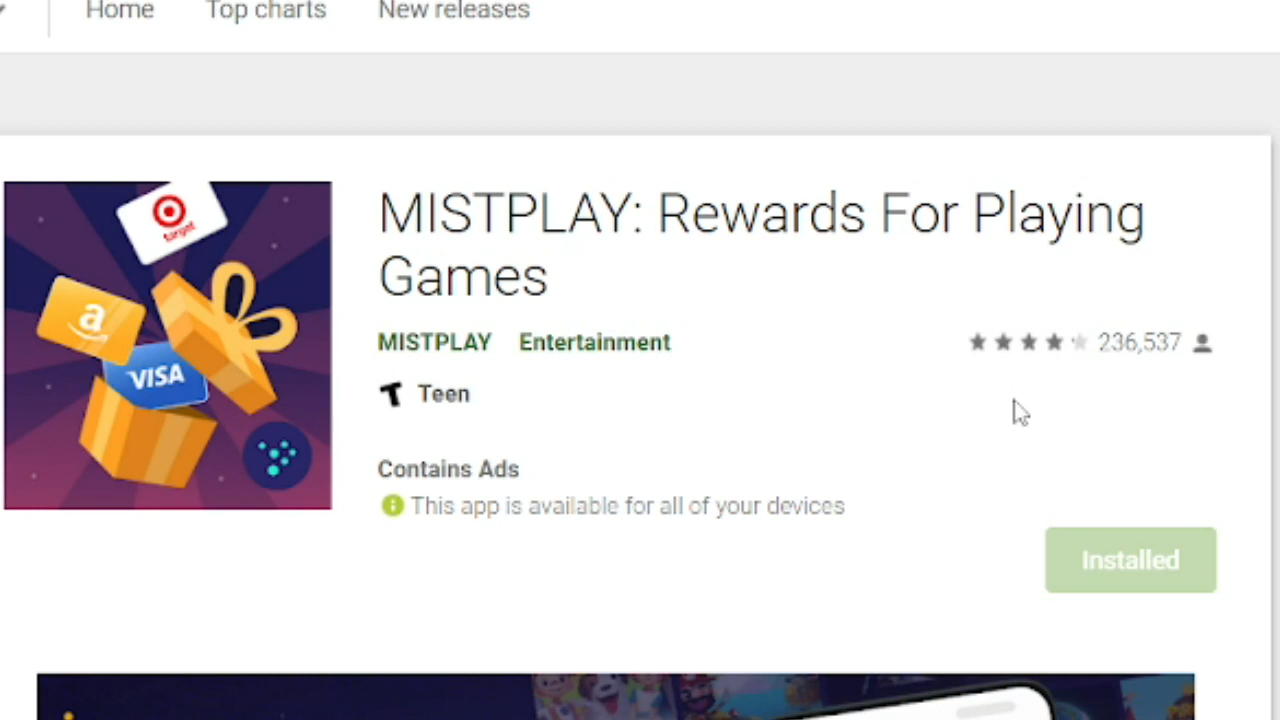 Home Top charts New releases
target
MISTPLAY: Rewards For Playing
Games
a
VISA
MISTPLAY Entertainment
236,537
T Teen
Contains Ads
This app is available for all of your devices
Installed